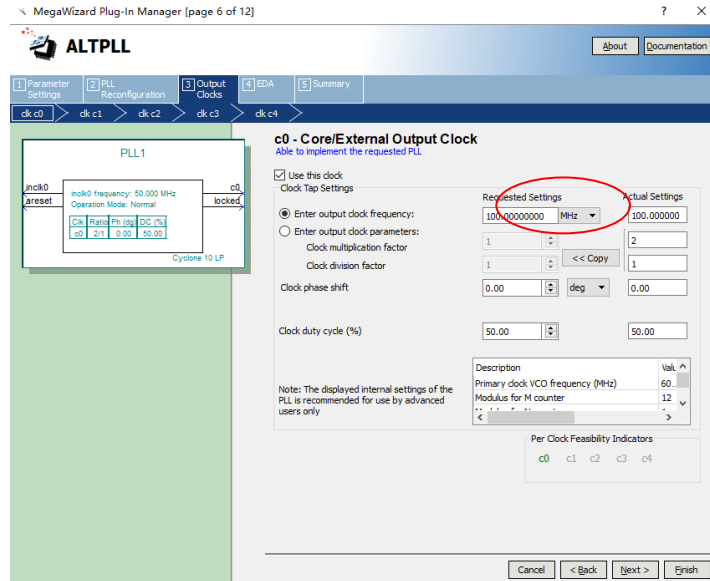 MegaWizard Plug-In Manager [page 6 of 12]
? X
ALTPLL
About Documentation
1 Parameter Settings
2 PLL Reconfiguration
3 Output Clocks
4 EDA
5 Summary
clk c0 clk c1 clk c2 clk c3 clk c4
PLL1
inclk0
areset
inclk0 frequency: 50.000 MHz
Operation Mode: Normal
Clk Ratio Ph (dg) DC (%)
c0 2/1 0.00 50.00
c0
locked
Cyclone 10 LP
c0 - Core/External Output Clock
Able to implement the requested PLL
Use this clock
Clock Tap Settings
Requested Settings Actual Settings
Enter output clock frequency: 100.00000000 MHz 100.000000
Enter output clock parameters:
Clock multiplication factor 1 2
<< Copy
Clock division factor 1 1
Clock phase shift 0.00 deg 0.00
Clock duty cycle (%) 50.00 50.00
Note: The displayed internal settings of the
PLL is recommended for use by advanced
users only
Description
Primary clock VCO frequency (MHz) 60...
Modulus for M counter 12
Per Clock Feasibility Indicators
c0 c1 c2 c3 c4
Cancel < Back Next > Finish